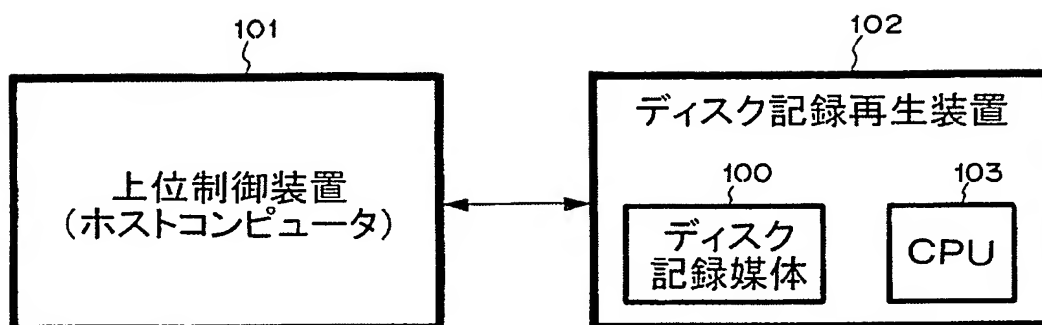 101
上位制御装置
(ホストコンピュータ)
102
ディスク記録再生装置
100
ディスク
記録媒体
103
CPU